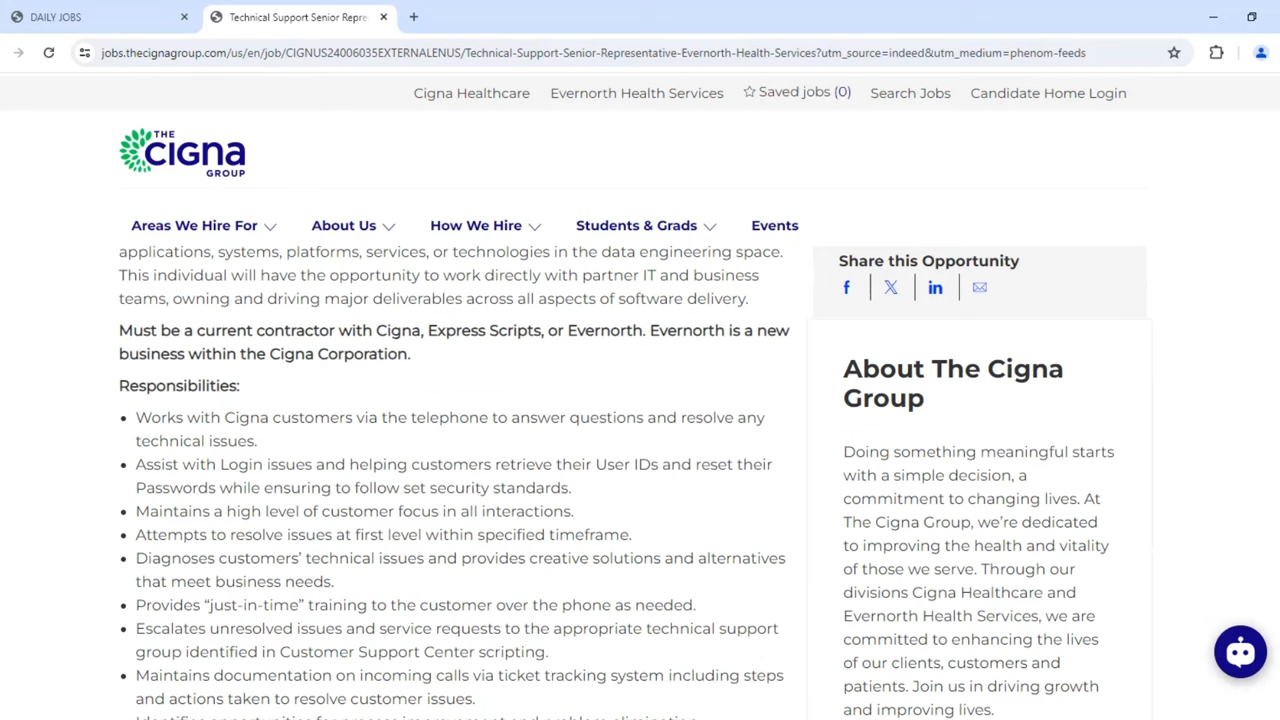 DAILY JOBS
Technical Support Senior Repre
jobs.thecignagroup.com/us/en/job/CIGNUS24006035EXTERNALENUS/Technical-Support-Senior-Representative-Evernorth-Health-Services?utm_source=indeed&utm_medium=phenom-feeds
Cigna Healthcare Evernorth Health Services Saved jobs (0) Search Jobs Candidate Home Login
THE
cigna
GROUP
Areas We Hire For About Us How We Hire Students & Grads Events
applications, systems, platforms, services, or technologies in the data engineering space.
This individual will have the opportunity to work directly with partner IT and business
teams, owning and driving major deliverables across all aspects of software delivery.
Must be a current contractor with Cigna, Express Scripts, or Evernorth. Evernorth is a new
business within the Cigna Corporation.
Responsibilities:
• Works with Cigna customers via the telephone to answer questions and resolve any
technical issues.
• Assist with Login issues and helping customers retrieve their User IDs and reset their
Passwords while ensuring to follow set security standards.
• Maintains a high level of customer focus in all interactions.
• Attempts to resolve issues at first level within specified timeframe.
• Diagnoses customers’ technical issues and provides creative solutions and alternatives
that meet business needs.
• Provides “just-in-time” training to the customer over the phone as needed.
• Escalates unresolved issues and service requests to the appropriate technical support
group identified in Customer Support Center scripting.
• Maintains documentation on incoming calls via ticket tracking system including steps
and actions taken to resolve customer issues.
Identifies opportunities for process improvement and problem elimination
Share this Opportunity
About The Cigna
Group
Doing something meaningful starts
with a simple decision, a
commitment to changing lives. At
The Cigna Group, we’re dedicated
to improving the health and vitality
of those we serve. Through our
divisions Cigna Healthcare and
Evernorth Health Services, we are
committed to enhancing the lives
of our clients, customers and
patients. Join us in driving growth
and improving lives.